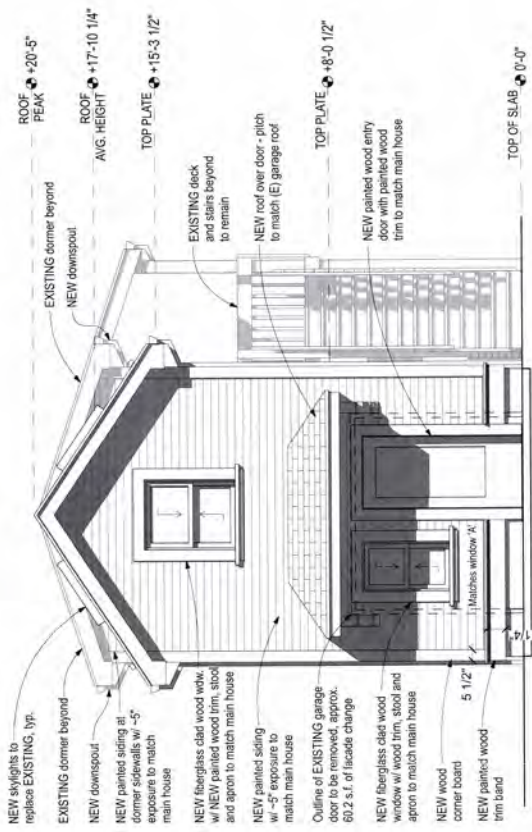 NEW skylights to
replace EXISTING, typ.
EXISTING dormer beyond
NEW downspout
NEW painted siding at
dormer sidewalls w/ ~5"
exposure to match
main house
NEW fiberglass clad wood wdw.
w/ NEW painted wood trim, stool
and apron to match main house
NEW painted siding
w/ ~5" exposure to
match main house
Outline of EXISTING garage
door to be removed, approx.
60.2 s.f. of facade change
NEW fiberglass clad wood
window w/ wood trim, stool and
apron to match main house
NEW wood
corner board
NEW painted wood
trim band
5 1/2"
1/4"
Matches window 'A'
EXISTING dormer beyond
NEW downspout
EXISTING deck
and stairs beyond
to remain
NEW roof over door - pitch
to match (E) garage roof
NEW painted wood entry
door with painted wood
trim to match main house
ROOF
PEAK
+20'-5"
ROOF
AVG. HEIGHT
+17'-10 1/4"
TOP PLATE
+15'-3 1/2"
TOP PLATE
+8'-0 1/2"
TOP OF SLAB
0'-0"